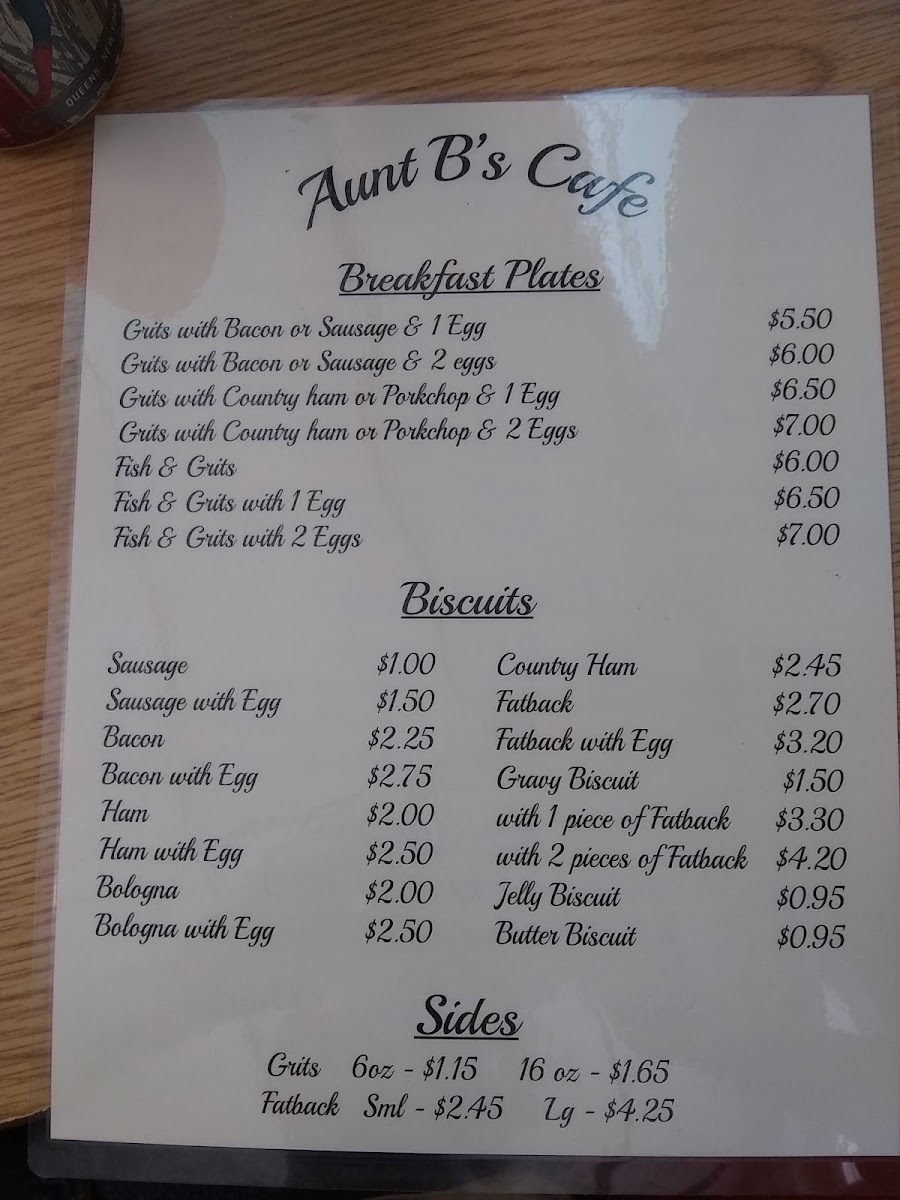 QUEENS NEW
Aunt B's Cafe
Breakfast Plates
Grits with Bacon or Sausage & 1 Egg $5.50
Grits with Bacon or Sausage & 2 eggs $6.00
Grits with Country ham or Porkchop & 1 Egg $6.50
Grits with Country ham or Porkchop & 2 Eggs $7.00
Fish & Grits $6.00
Fish & Grits with 1 Egg $6.50
Fish & Grits with 2 Eggs $7.00
Biscuits
Sausage $1.00 Country Ham $2.45
Sausage with Egg $1.50 Fatback $2.70
Bacon $2.25 Fatback with Egg $3.20
Bacon with Egg $2.75 Gravy Biscuit $1.50
Ham $2.00 with 1 piece of Fatback $3.30
Ham with Egg $2.50 with 2 pieces of Fatback $4.20
Bologna $2.00 Jelly Biscuit $0.95
Bologna with Egg $2.50 Butter Biscuit $0.95
Sides
Grits 6oz - $1.15 16 oz - $1.65
Fatback Sml - $2.45 Lg - $4.25